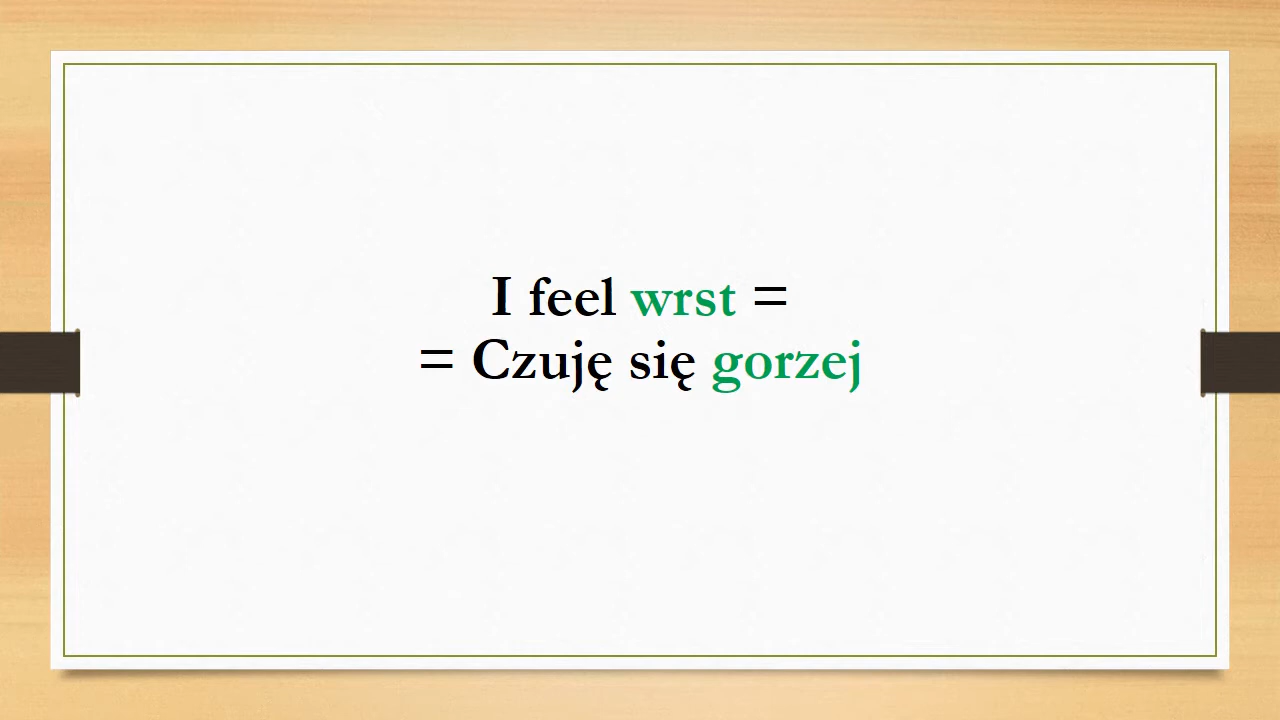 I feel wrst =
= Czuję się gorzej